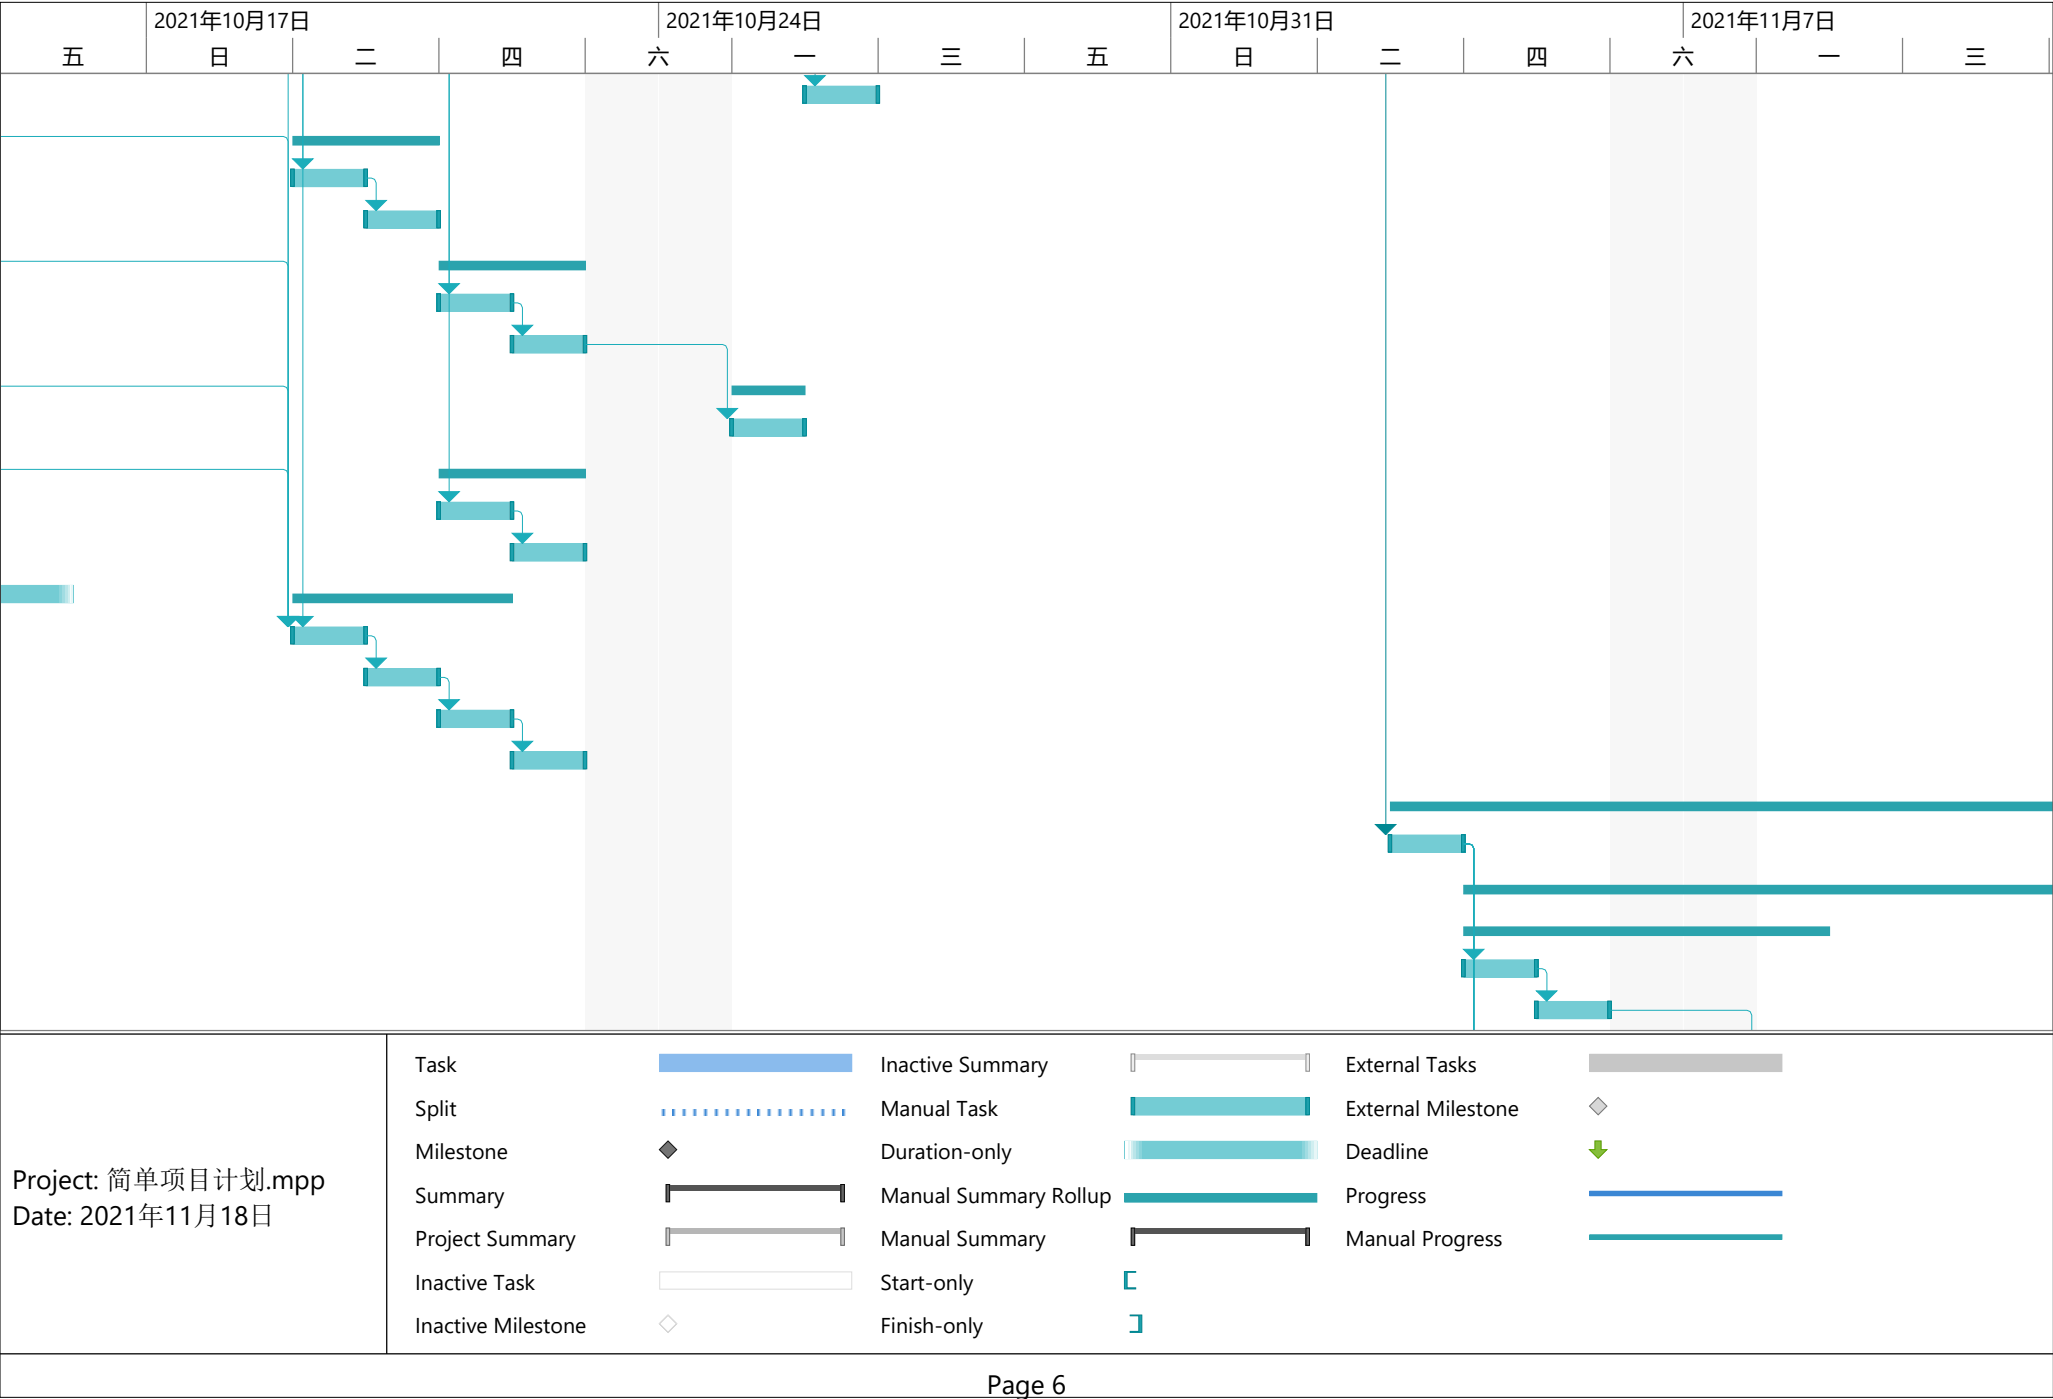 2021年10月17日 2021年10月24日 2021年10月31日 2021年11月7日
五 日 二 四 六 一 三 五 日 二 四 六 一 三
Project: 简单项目计划.mpp
Date: 2021年11月18日
Task
Split
Milestone
Summary
Project Summary
Inactive Task
Inactive Milestone
Inactive Summary
Manual Task
Duration-only
Manual Summary Rollup
Manual Summary
Start-only
Finish-only
External Tasks
External Milestone
Deadline
Progress
Manual Progress
Page 6